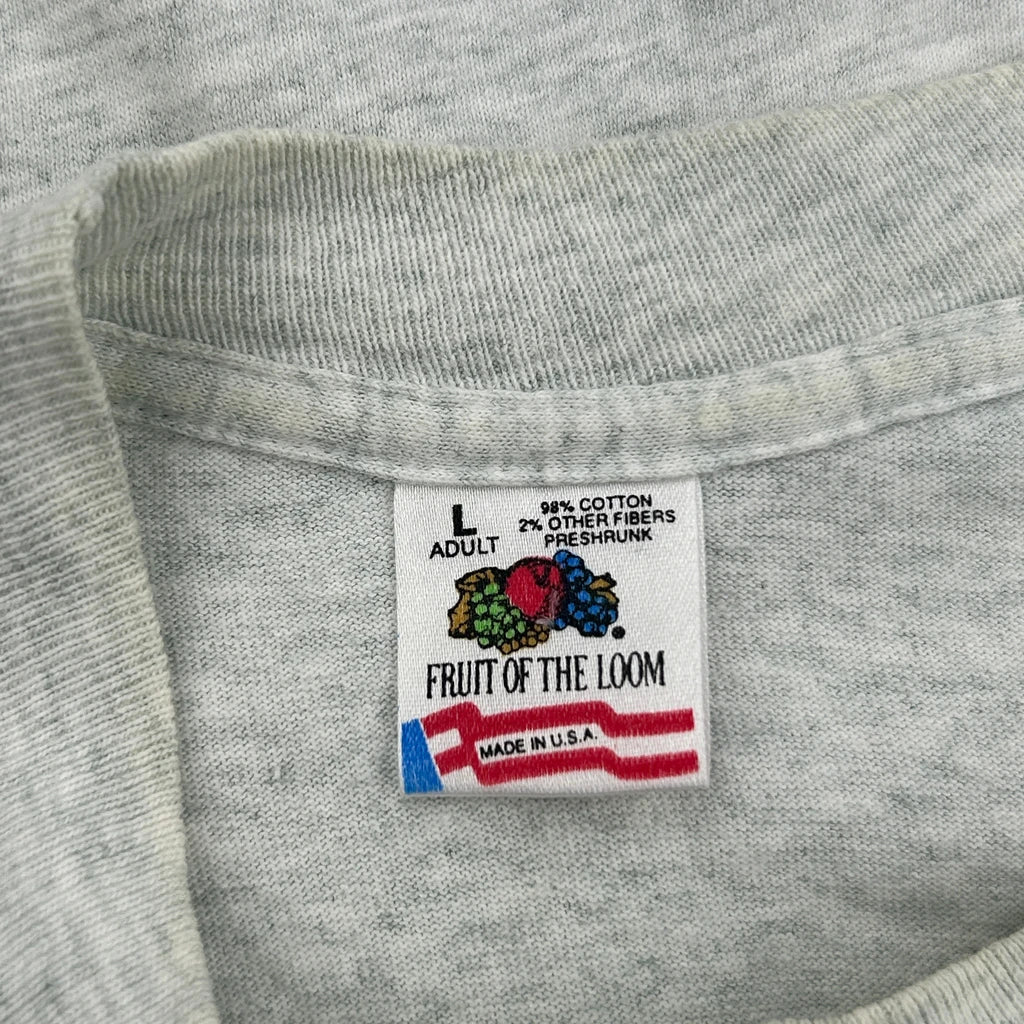 L
ADULT
98% COTTON
2% OTHER FIBERS
PRESHRUNK
FRUIT OF THE LOOM
MADE IN U.S.A.